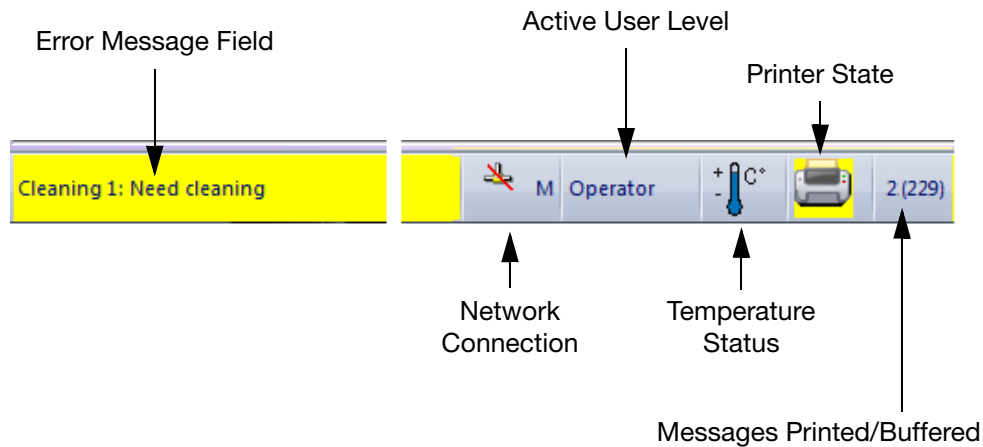 Active User Level
Error Message Field
Printer State
Cleaning 1: Need cleaning
M Operator
+ C°
-
2 (229)
Network
Connection
Temperature
Status
Messages Printed/Buffered